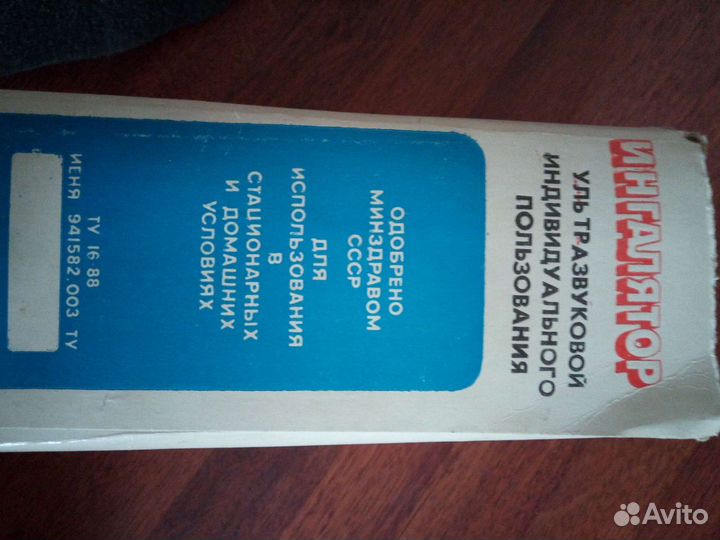 ИНГАЛЯТОР
УЛЬТРАЗВУКОВОЙ
ИНДИВИДУАЛЬНОГО
ПОЛЬЗОВАНИЯ
ОДОБРЕНО
МИНЗДРАВОМ
СССР
ДЛЯ
ИСПОЛЬЗОВАНИЯ
В
СТАЦИОНАРНЫХ
И ДОМАШНИХ
УСЛОВИЯХ
ТУ 16 88
ИЕНЯ 941582.003 ТУ
Avito